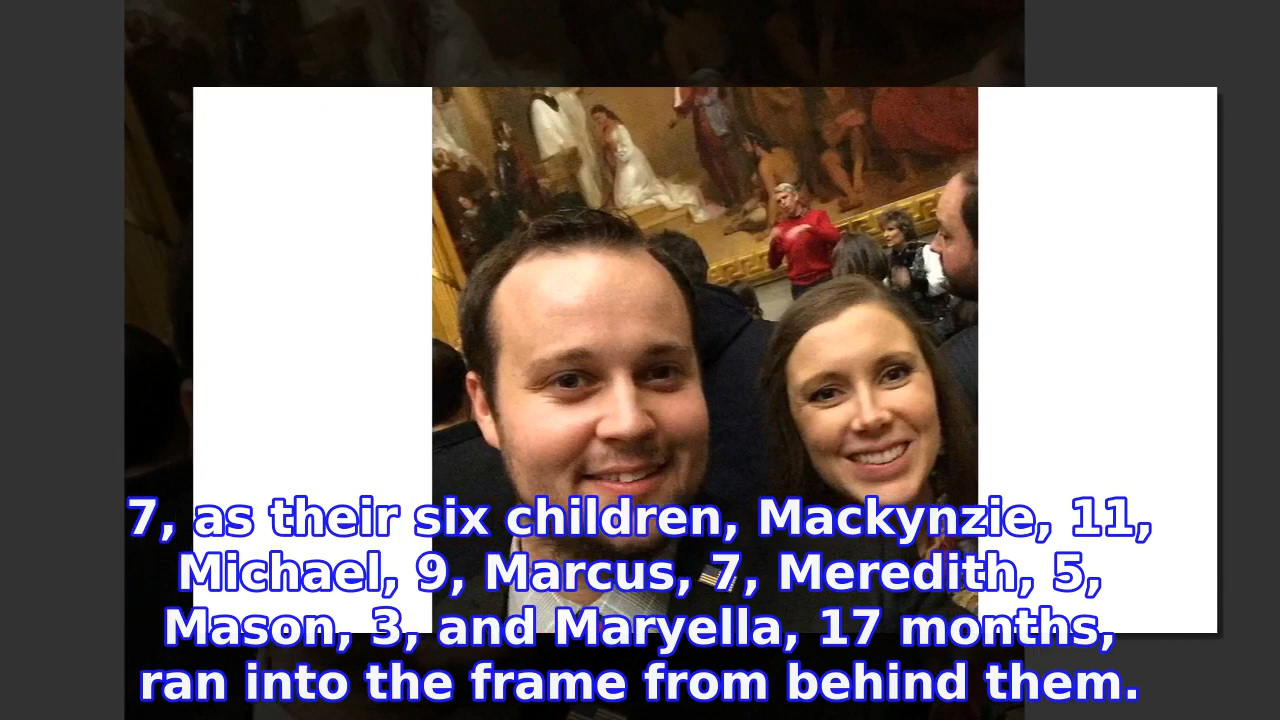 7, as their six children, Mackynzie, 11,
Michael, 9, Marcus, 7, Meredith, 5,
Mason, 3, and Maryella, 17 months,
ran into the frame from behind them.